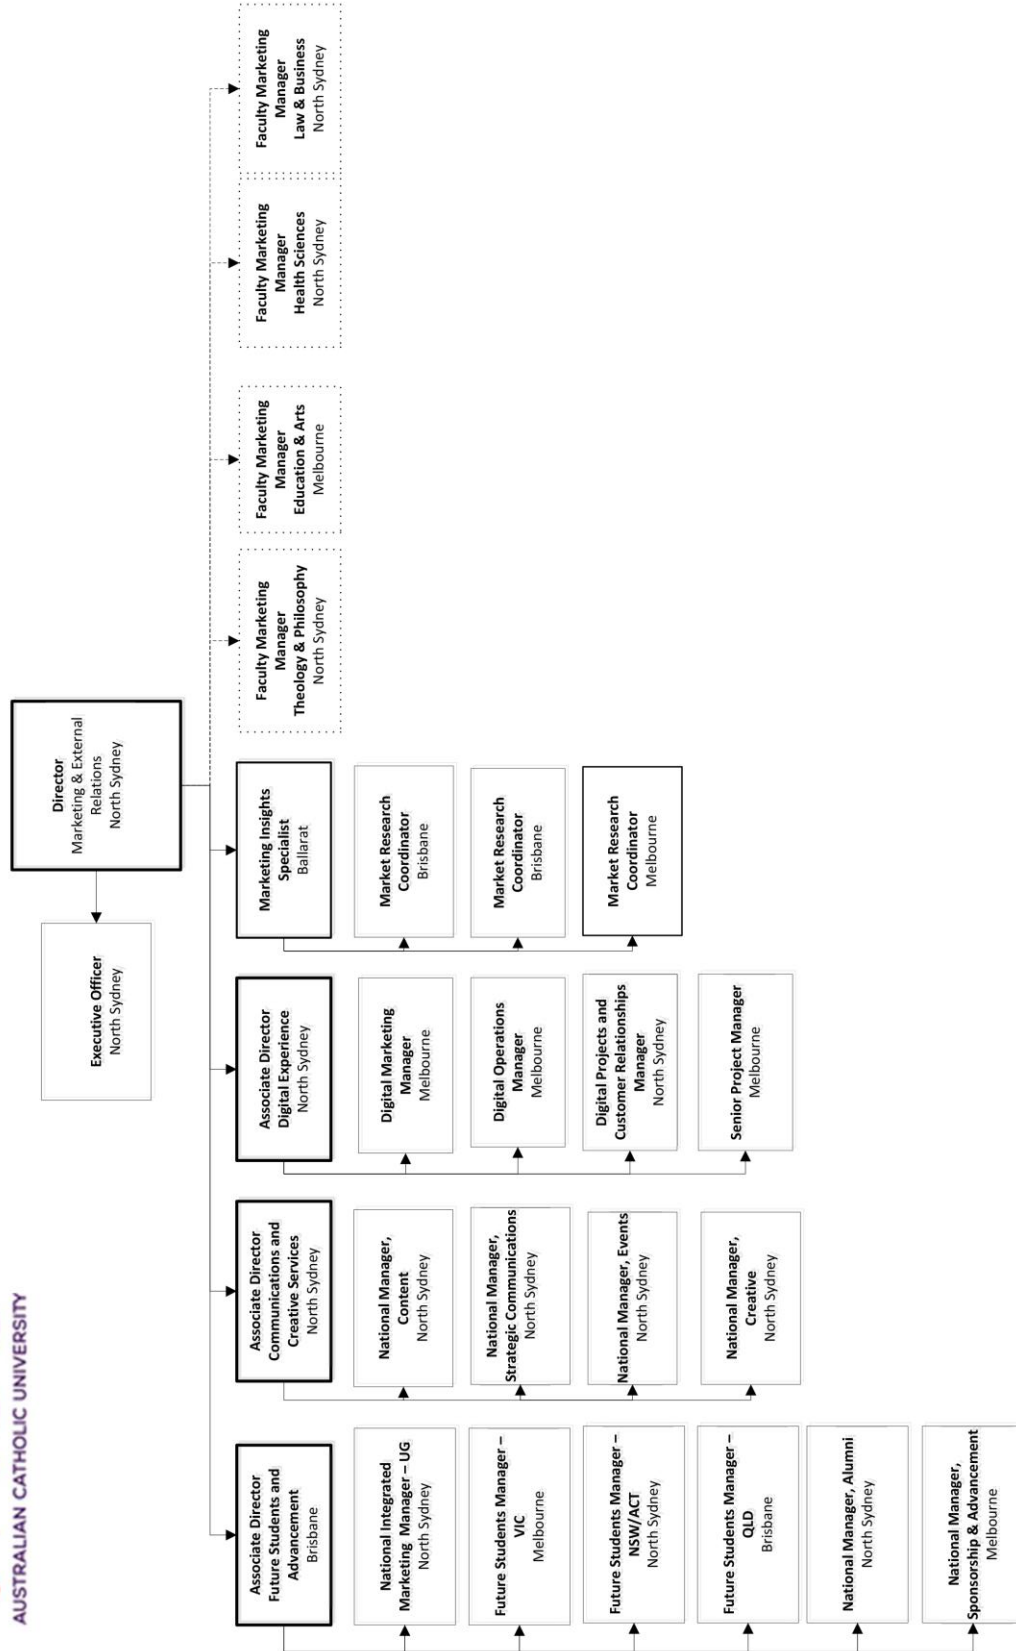 AUSTRALIAN CATHOLIC UNIVERSITY
Director
Marketing & External
Relations
North Sydney
Executive Officer
North Sydney
Associate Director
Future Students and
Advancement
Brisbane
National Integrated
Marketing Manager – UG
North Sydney
Future Students Manager –
VIC
Melbourne
Future Students Manager –
NSW/ACT
North Sydney
Future Students Manager –
QLD
Brisbane
National Manager, Alumni
North Sydney
National Manager,
Sponsorship & Advancement
Melbourne
Associate Director
Communications and
Creative Services
North Sydney
National Manager,
Content
North Sydney
National Manager,
Strategic Communications
North Sydney
National Manager, Events
North Sydney
National Manager,
Creative
North Sydney
Associate Director
Digital Experience
North Sydney
Digital Marketing
Manager
Melbourne
Digital Operations
Manager
Melbourne
Digital Projects and
Customer Relationships
Manager
North Sydney
Senior Project Manager
Melbourne
Marketing Insights
Specialist
Ballarat
Market Research
Coordinator
Brisbane
Market Research
Coordinator
Brisbane
Market Research
Coordinator
Melbourne
Faculty Marketing
Manager
Theology & Philosophy
North Sydney
Faculty Marketing
Manager
Education & Arts
Melbourne
Faculty Marketing
Manager
Health Sciences
North Sydney
Faculty Marketing
Manager
Law & Business
North Sydney